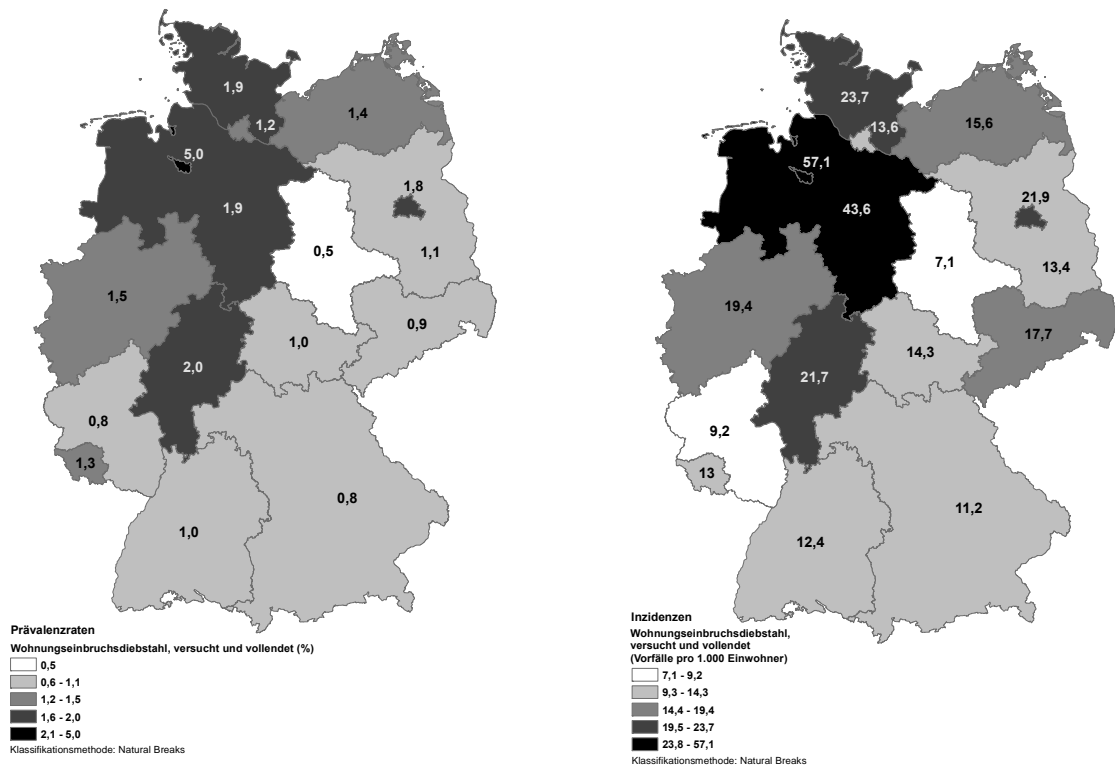 1,9
1,2
1,4
5,0
1,8
1,9
0,5
1,1
1,5
0,9
1,0
2,0
0,8
1,3
0,8
1,0
Prävalenzraten
Wohnungseinbruchsdiebstahl, versucht und vollendet (%)
0,5
0,6 - 1,1
1,2 - 1,5
1,6 - 2,0
2,1 - 5,0
Klassifikationsmethode: Natural Breaks
23,7
13,6
15,6
57,1
21,9
43,6
7,1
13,4
19,4
17,7
14,3
21,7
9,2
13
11,2
12,4
Inzidenzen
Wohnungseinbruchsdiebstahl,
versucht und vollendet
(Vorfälle pro 1.000 Einwohner)
7,1 - 9,2
9,3 - 14,3
14,4 - 19,4
19,5 - 23,7
23,8 - 57,1
Klassifikationsmethode: Natural Breaks